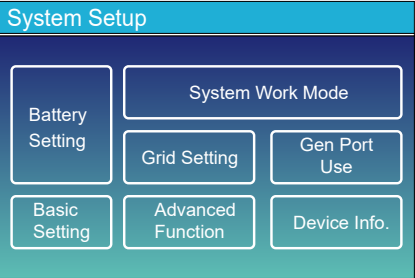 System Setup
System Work Mode
Battery
Setting
Grid Setting
Gen Port
Use
Basic
Setting
Advanced
Function
Device Info.